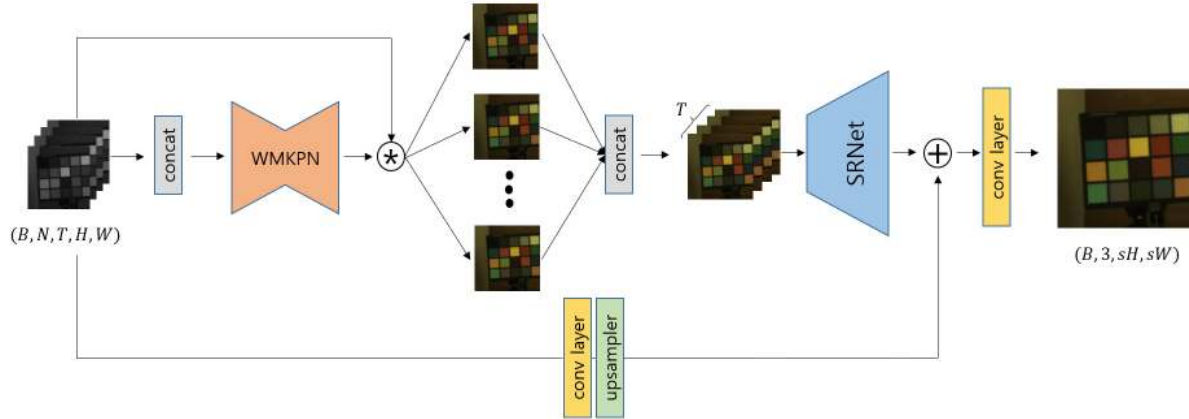 (B, N, T, H, W)
concat
WMKPN
*
concat
T
SRNet
+
conv layer
(B, 3, sH, sW)
conv layer
upsampler